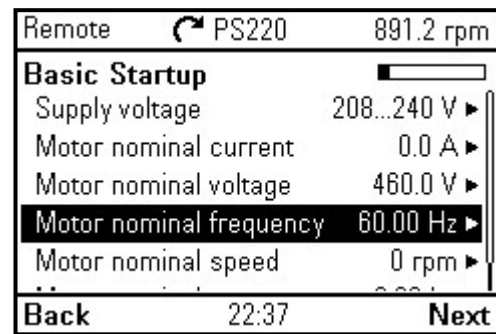 Remote PS220 891.2 rpm
Basic Startup
Supply voltage 208...240 V
Motor nominal current 0.0 A
Motor nominal voltage 460.0 V
Motor nominal frequency 60.00 Hz
Motor nominal speed 0 rpm
Back 22:37 Next